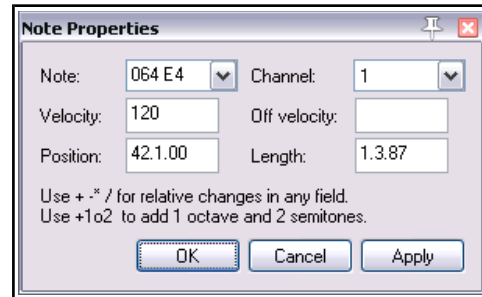 Note Properties
Note: 064 E4 Channel: 1
Velocity: 120 Off velocity:
Position: 42.1.00 Length: 1.3.87
Use + -* / for relative changes in any field.
Use +1o2 to add 1 octave and 2 semitones.
OK Cancel Apply